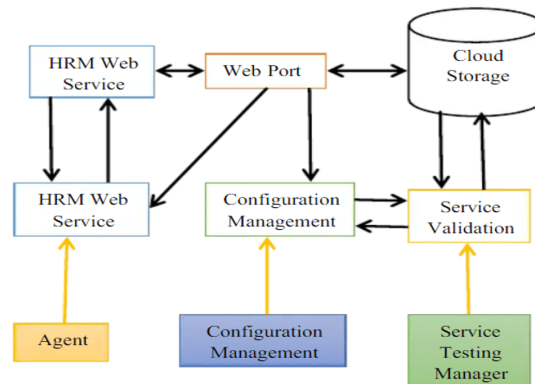 HRM Web
Service
Web Port
Cloud
Storage
HRM Web
Service
Configuration
Management
Service
Validation
Agent
Configuration
Management
Service
Testing
Manager